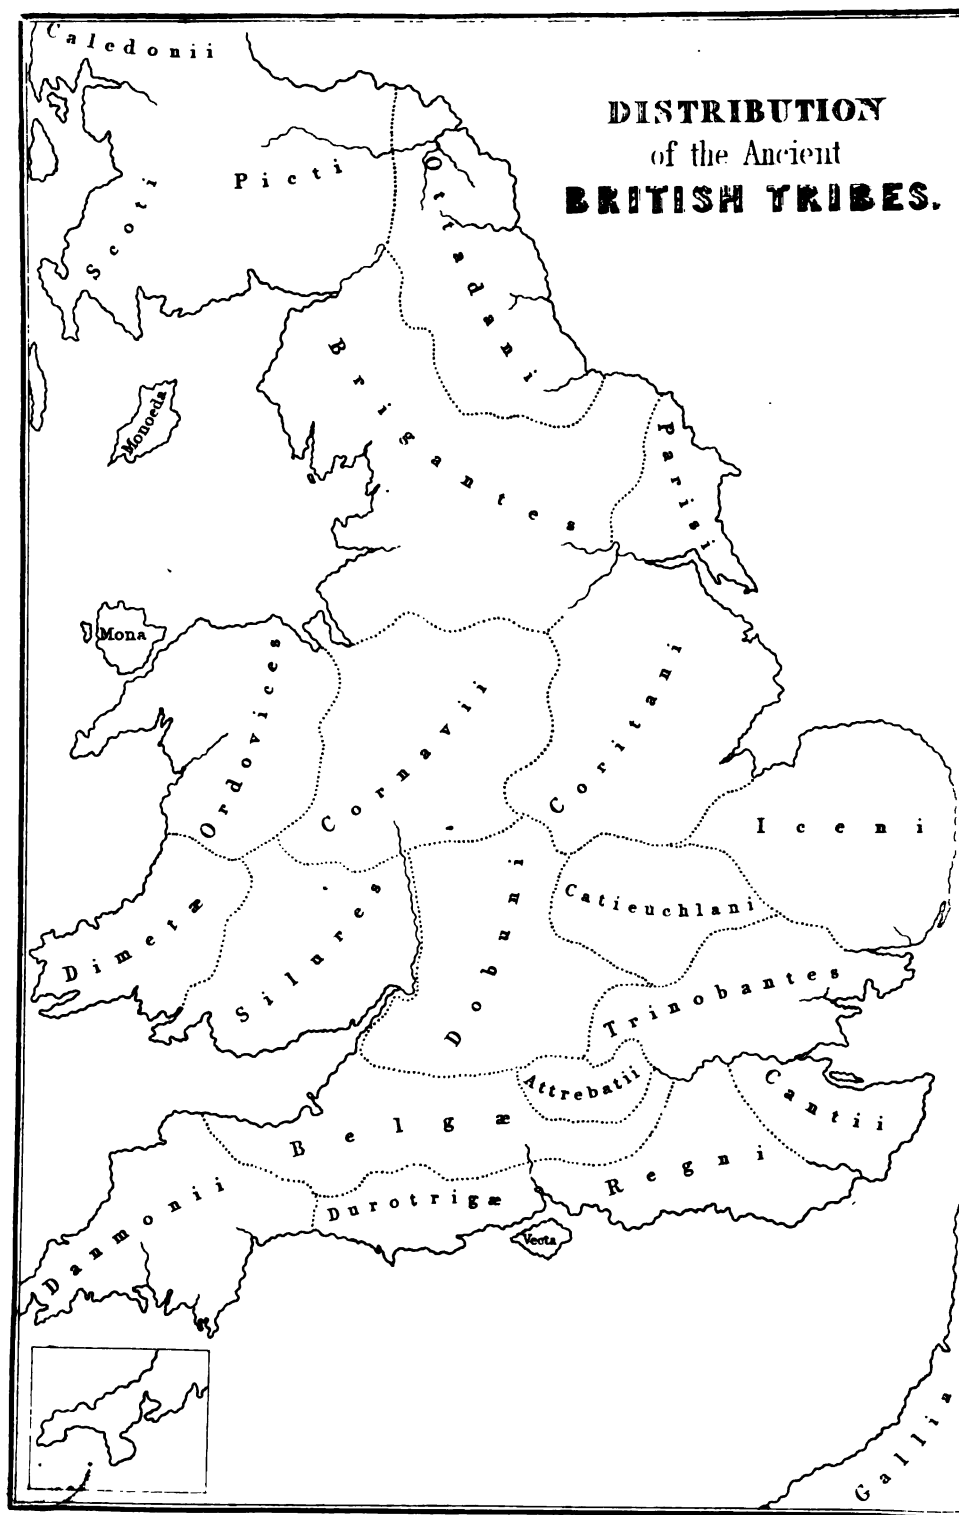 Caledonii
DISTRIBUTION
of the Ancient
BRITISH TRIBES.
Picti
Scoti
Ottadani
Brigantes
Monoeda
Parisi
Mona
Ordovices
Cornavii
Coritani
Iceni
Catieuchlani
Dimetæ
Silures
Dobuni
Trinobantes
Attrebatii
Cantii
Belgæ
Regni
Danmonii
Durotrigæ
Vecta
Gallia